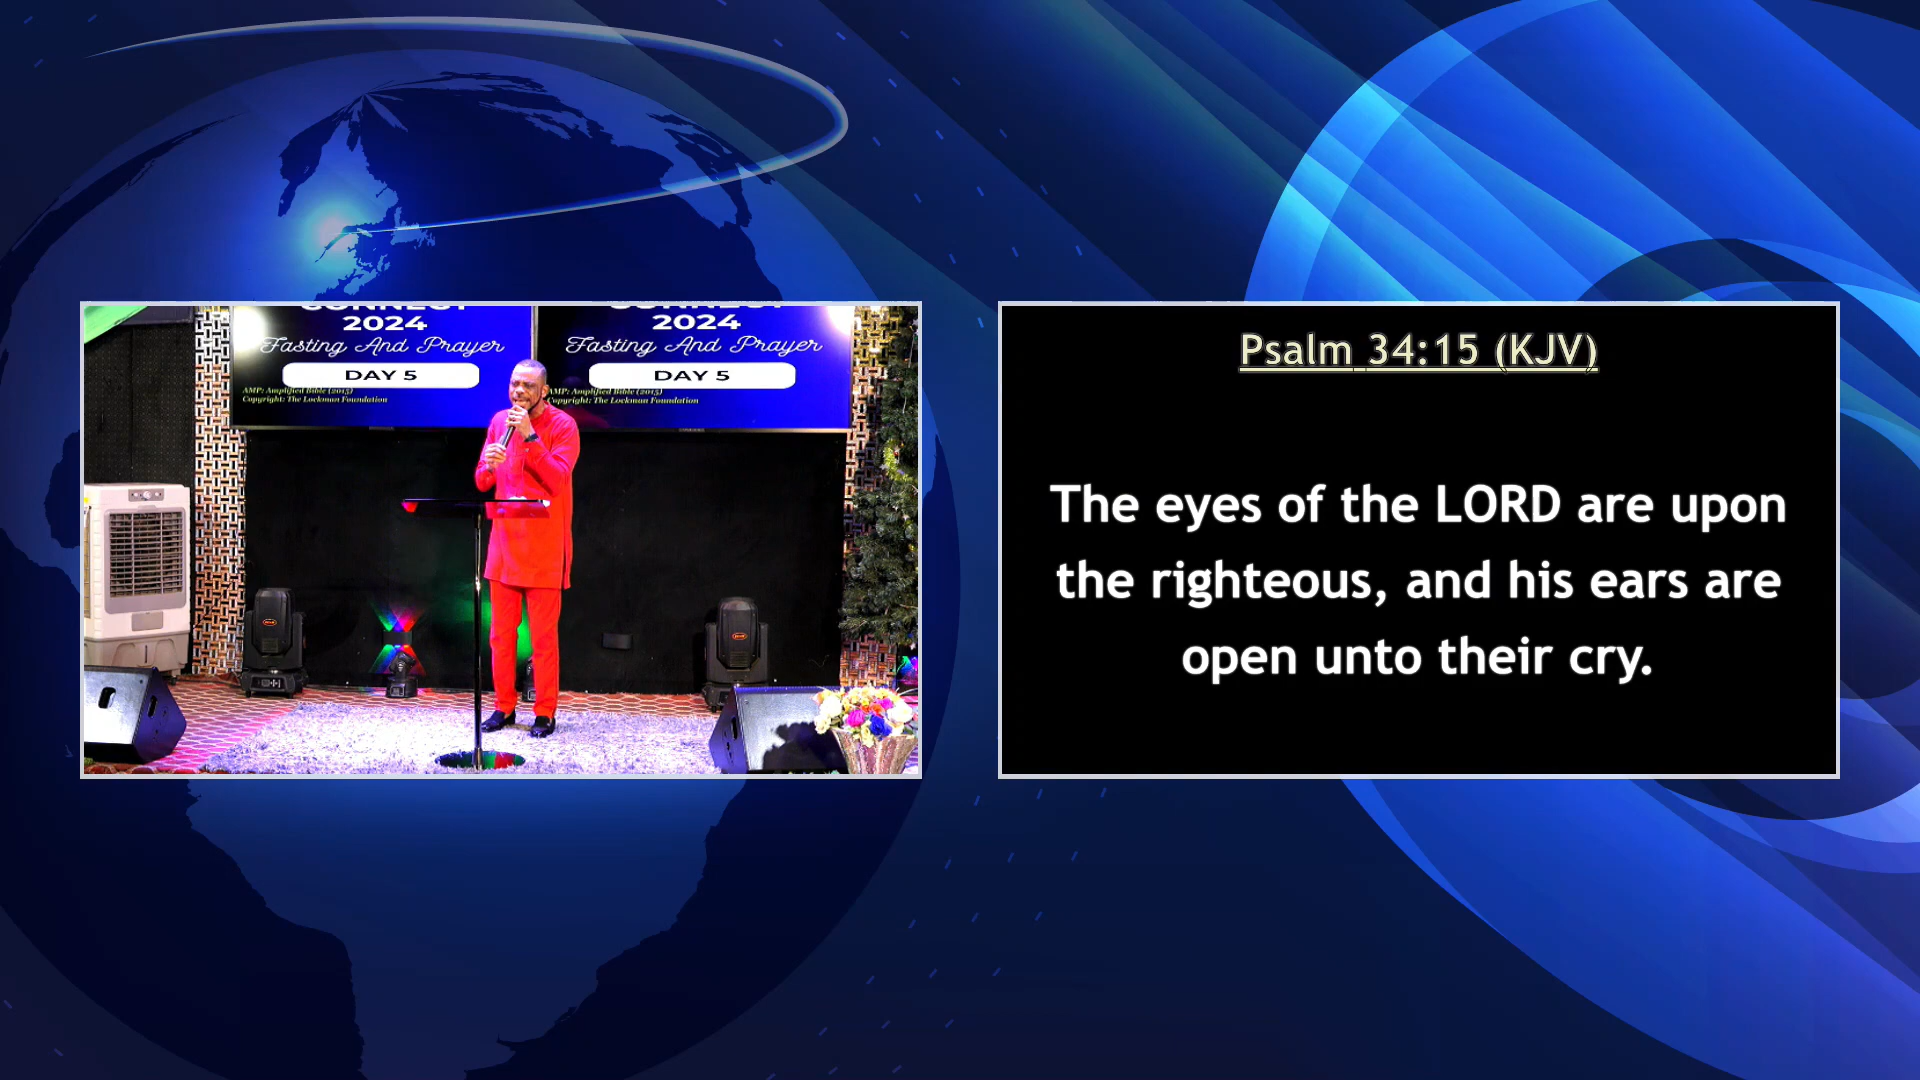 CONNECT
2024
Fasting And Prayer
DAY 5
AMP: Amplified Bible (2015)
Copyright: The Lockman Foundation
CONNECT
2024
Fasting And Prayer
DAY 5
AMP: Amplified Bible (2015)
Copyright: The Lockman Foundation
Psalm 34:15 (KJV)
The eyes of the LORD are upon
the righteous, and his ears are
open unto their cry.